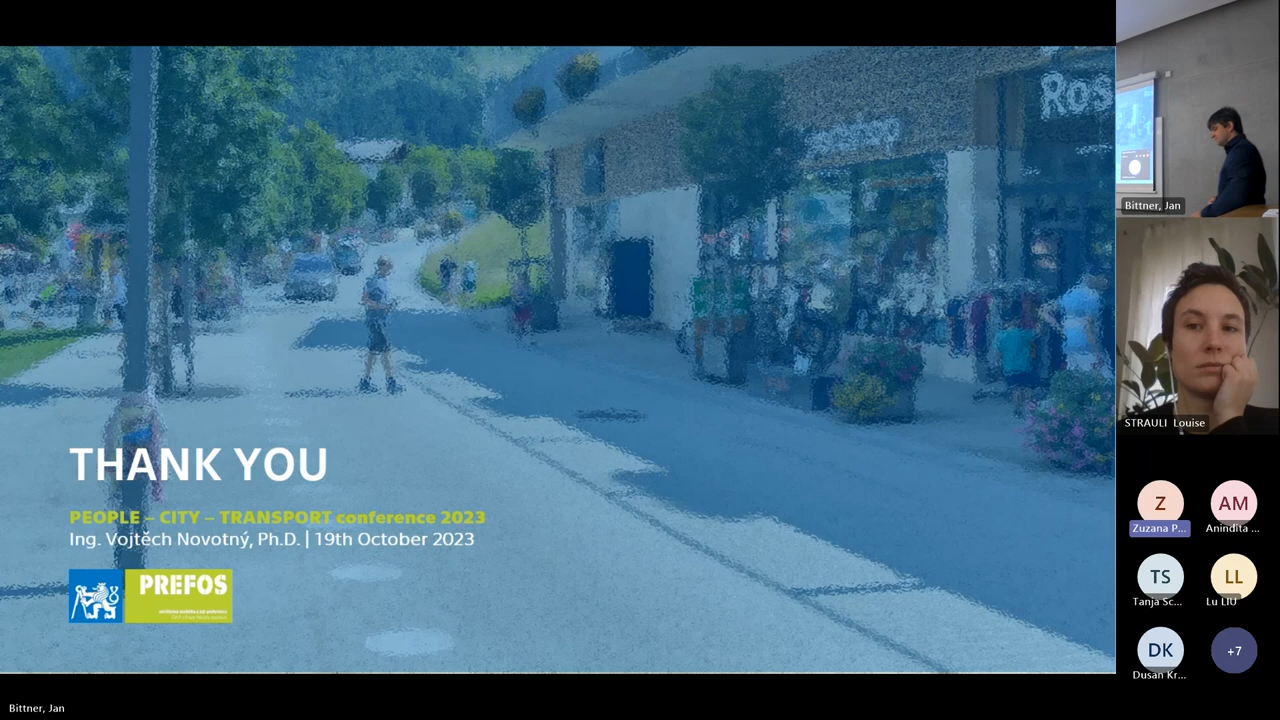 Ros
THANK YOU
PEOPLE – CITY – TRANSPORT conference 2023
Ing. Vojtěch Novotný, Ph.D. | 19th October 2023
PREFOS
Bittner, Jan
STRAULI Louise
Z
Zuzana P...
AM
Anindita ...
TS
Tanja Sc...
LL
Lu LIU
DK
Dusan Kr...
+7
Bittner, Jan